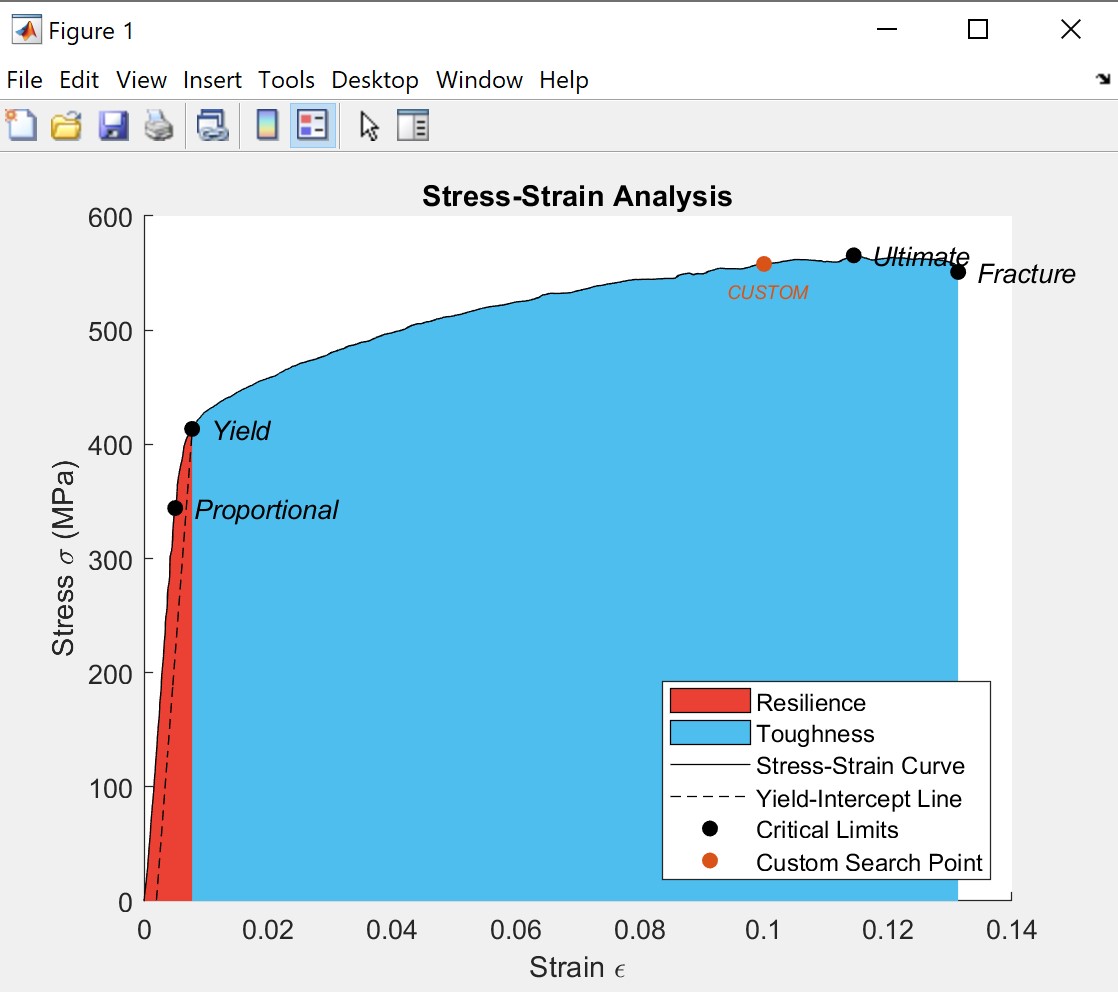 Figure 1
File Edit View Insert Tools Desktop Window Help
Stress-Strain Analysis
600
500
400
300
200
100
0
Stress σ (MPa)
Ultimate
Fracture
CUSTOM
Yield
Proportional
Resilience
Toughness
Stress-Strain Curve
Yield-Intercept Line
Critical Limits
Custom Search Point
0 0.02 0.04 0.06 0.08 0.1 0.12 0.14
Strain ϵ